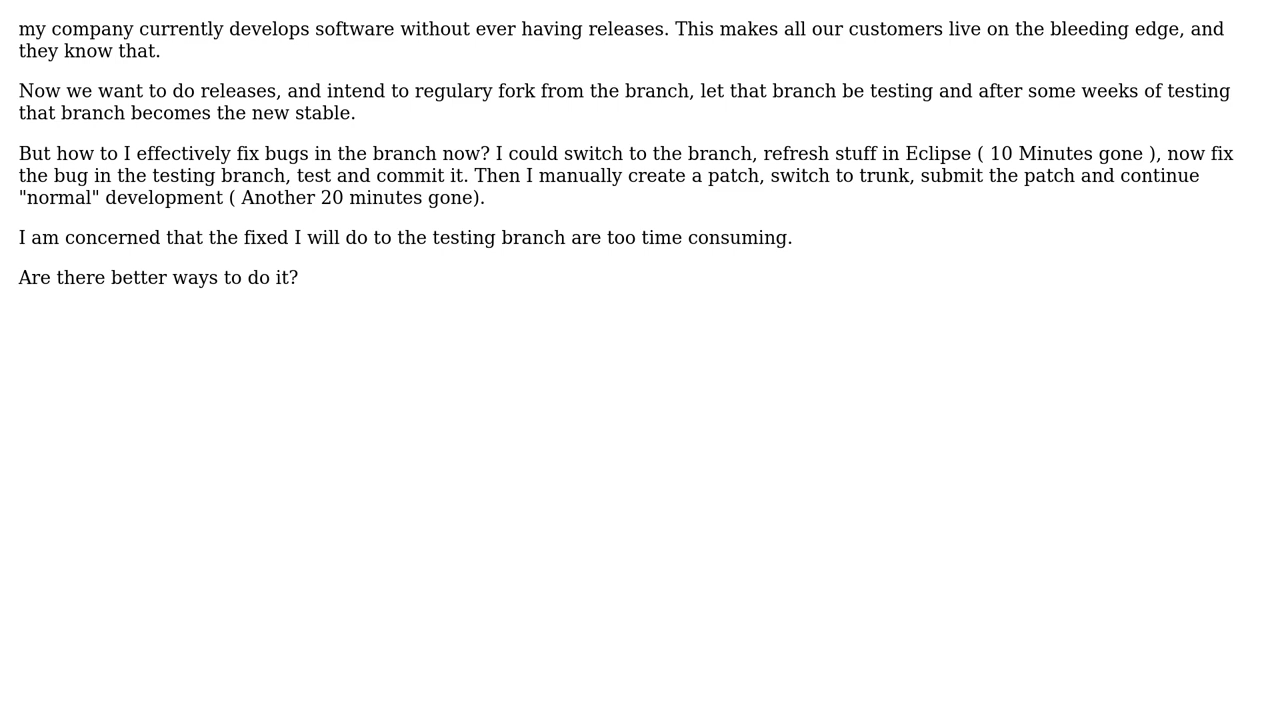 my company currently develops software without ever having releases. This makes all our customers live on the bleeding edge, and
they know that.
Now we want to do releases, and intend to regulary fork from the branch, let that branch be testing and after some weeks of testing
that branch becomes the new stable.
But how to I effectively fix bugs in the branch now? I could switch to the branch, refresh stuff in Eclipse ( 10 Minutes gone ), now fix
the bug in the testing branch, test and commit it. Then I manually create a patch, switch to trunk, submit the patch and continue
"normal" development ( Another 20 minutes gone).
I am concerned that the fixed I will do to the testing branch are too time consuming.
Are there better ways to do it?